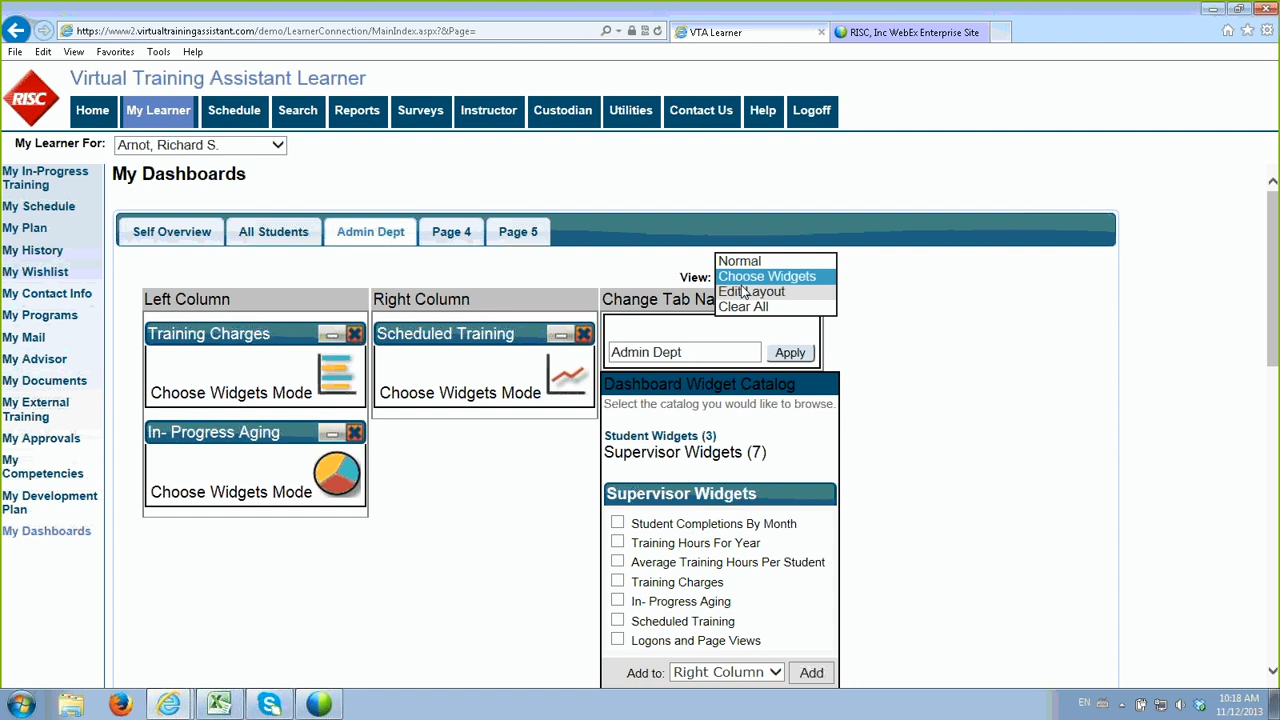 https://www2.virtualtrainingassistant.com/demo/LearnerConnection/MainIndex.aspx?&Page=
VTA Learner
RISC, Inc WebEx Enterprise Site
File Edit View Favorites Tools Help
RISC
Virtual Training Assistant Learner
Home My Learner Schedule Search Reports Surveys Instructor Custodian Utilities Contact Us Help Logoff
My Learner For: Arnot, Richard S.
My In-Progress
Training
My Schedule
My Plan
My History
My Wishlist
My Contact Info
My Programs
My Mail
My Advisor
My Documents
My External
Training
My Approvals
My
Competencies
My Development
Plan
My Dashboards
My Dashboards
Self Overview All Students Admin Dept Page 4 Page 5
View:
Normal
Choose Widgets
Edit Layout
Clear All
Left Column
Training Charges
Choose Widgets Mode
In- Progress Aging
Choose Widgets Mode
Right Column
Scheduled Training
Choose Widgets Mode
Change Tab Na
Admin Dept Apply
Dashboard Widget Catalog
Select the catalog you would like to browse.
Student Widgets (3)
Supervisor Widgets (7)
Supervisor Widgets
Student Completions By Month
Training Hours For Year
Average Training Hours Per Student
Training Charges
In- Progress Aging
Scheduled Training
Logons and Page Views
Add to: Right Column Add
EN
10:18 AM
11/12/2013